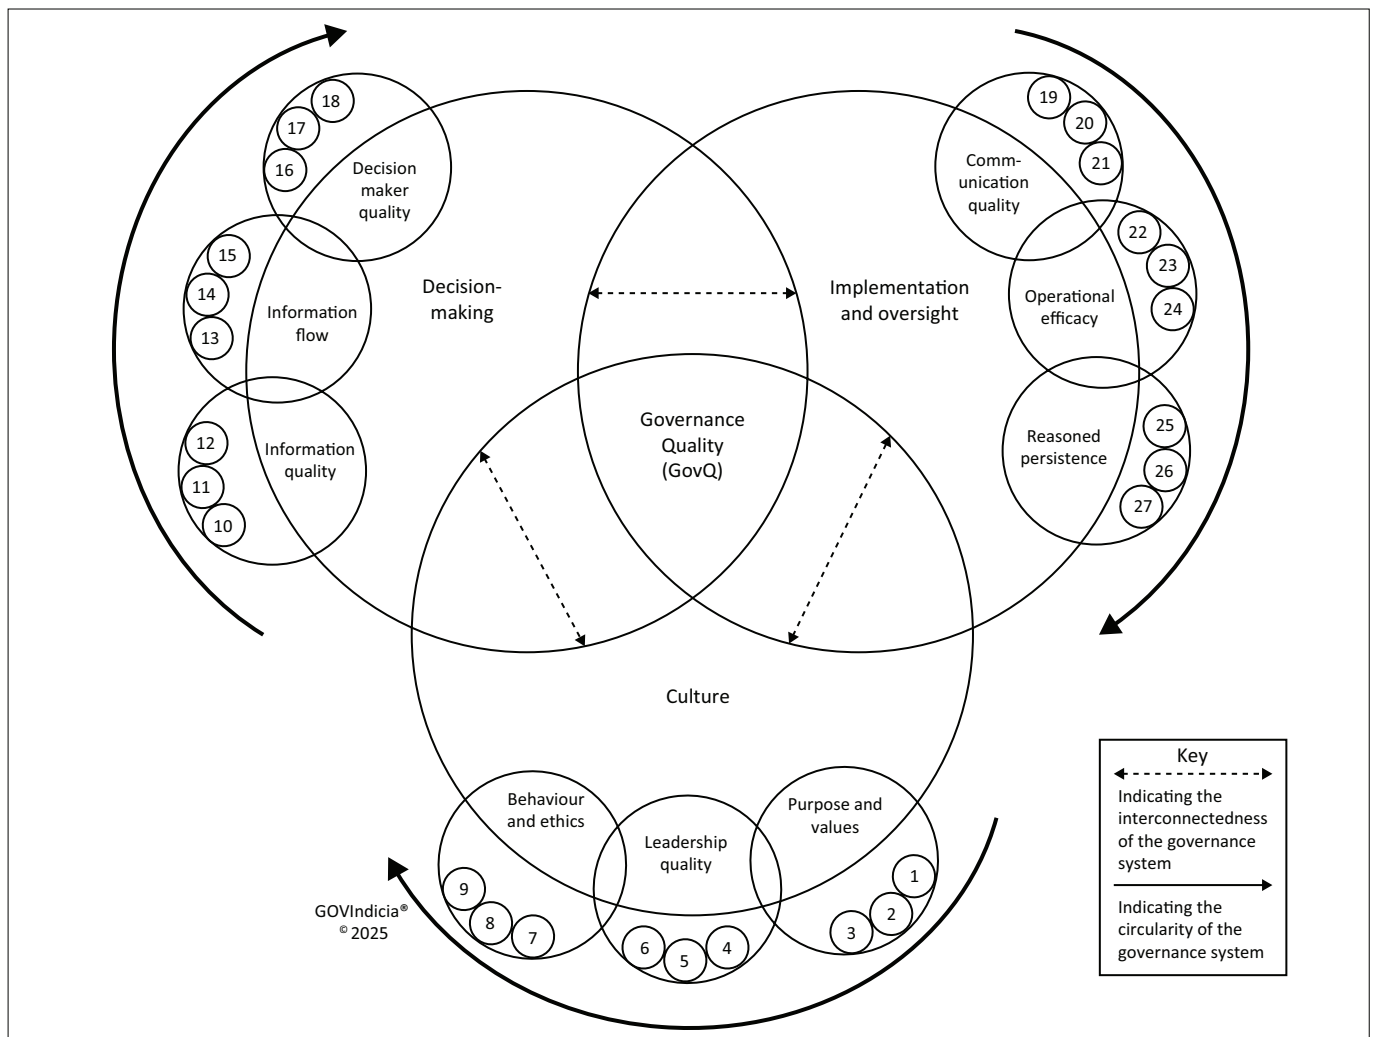 18
17
16
Decision
maker
quality
15
14
13
Information
flow
12
11
10
Information
quality
Decision-
making
19
20
21
Comm-
unication
quality
22
23
24
Operational
efficacy
25
26
27
Reasoned
persistence
Implementation
and oversight
Governance
Quality
(GovQ)
Culture
Behaviour
and ethics
9
8
7
Leadership
quality
6
5
4
Purpose and
values
1
2
3
GOVIndicia®
© 2025
Key
Indicating the
interconnectedness
of the governance
system
Indicating the
circularity of the
governance system